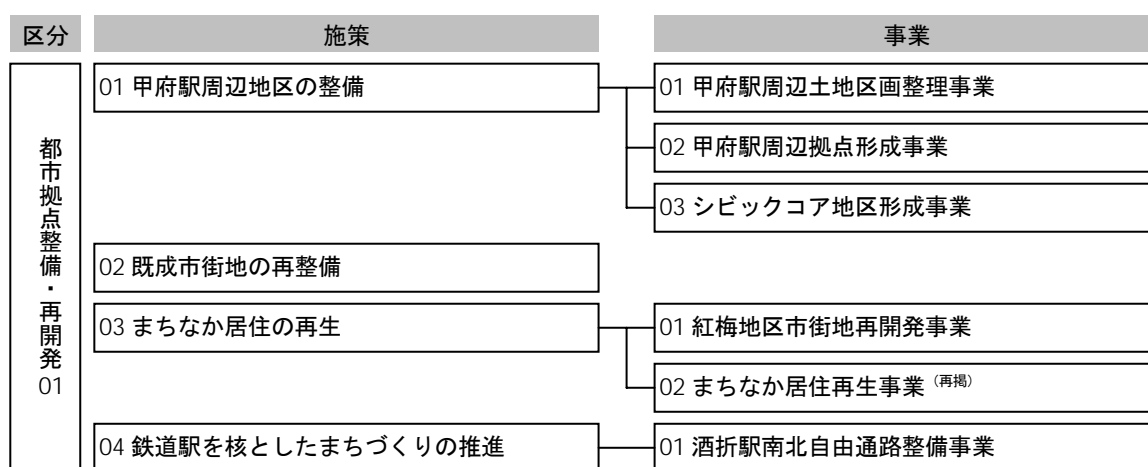 区分 施策 事業
都市拠点整備・再開発01
01 甲府駅周辺地区の整備
01 甲府駅周辺土地区画整理事業
02 甲府駅周辺拠点形成事業
03 シビックコア地区形成事業
02 既成市街地の再整備
03 まちなか居住の再生
01 紅梅地区市街地再開発事業
02 まちなか居住再生事業（再掲）
04 鉄道駅を核としたまちづくりの推進
01 酒折駅南北自由通路整備事業